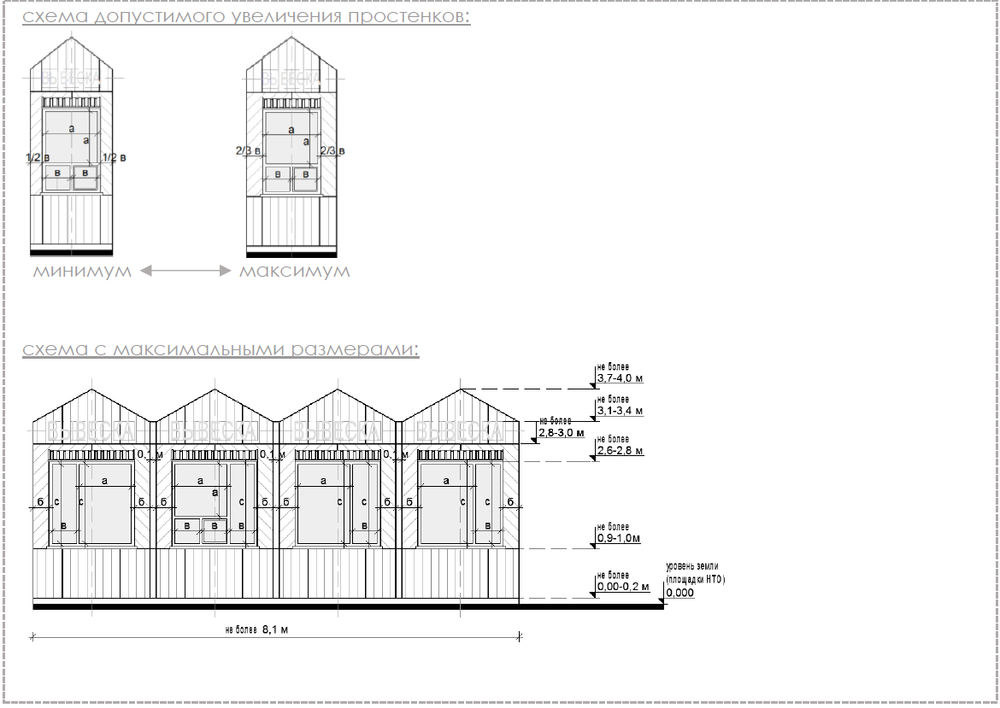 схема допустимого увеличения простенков:
ВЫВЕСКА ВЫВЕСКА
а а
а а
1/2 в 1/2 в 2/3 в 2/3 в
в в в в
минимум максимум
схема с максимальными размерами:
не более
3,7-4,0 м
не более
3,1-3,4 м
не более
2,8-3,0 м
ВЫВЕСКА ВЫВЕСКА ВЫВЕСКА ВЫВЕСКА
не более
2,6-2,8 м
0,1 м 0,1 м 0,1 м
а а а а
а
б с с б б с б б с с б б с с б
в в в в в в
не более
0,9-1,0м
не более
0,00-0,2 м
уровень земли
(площадки НТО)
0,000
не более 8,1 м